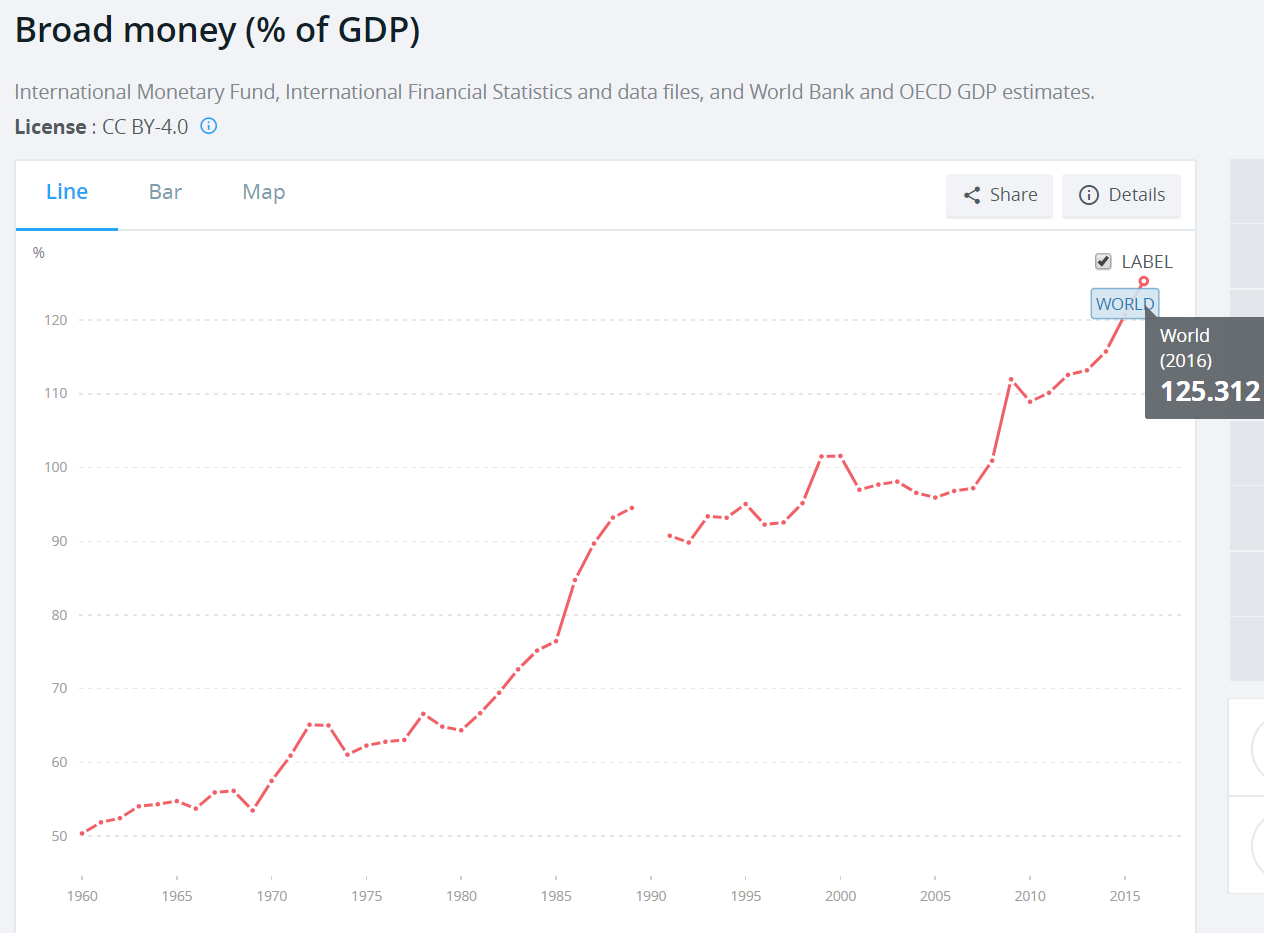 Broad money (% of GDP)
International Monetary Fund, International Financial Statistics and data files, and World Bank and OECD GDP estimates.
License : CC BY-4.0
Line Bar Map Share Details
%
LABEL
WORLD
120
World
(2016)
125.312
110
100
90
80
70
60
50
1960 1965 1970 1975 1980 1985 1990 1995 2000 2005 2010 2015